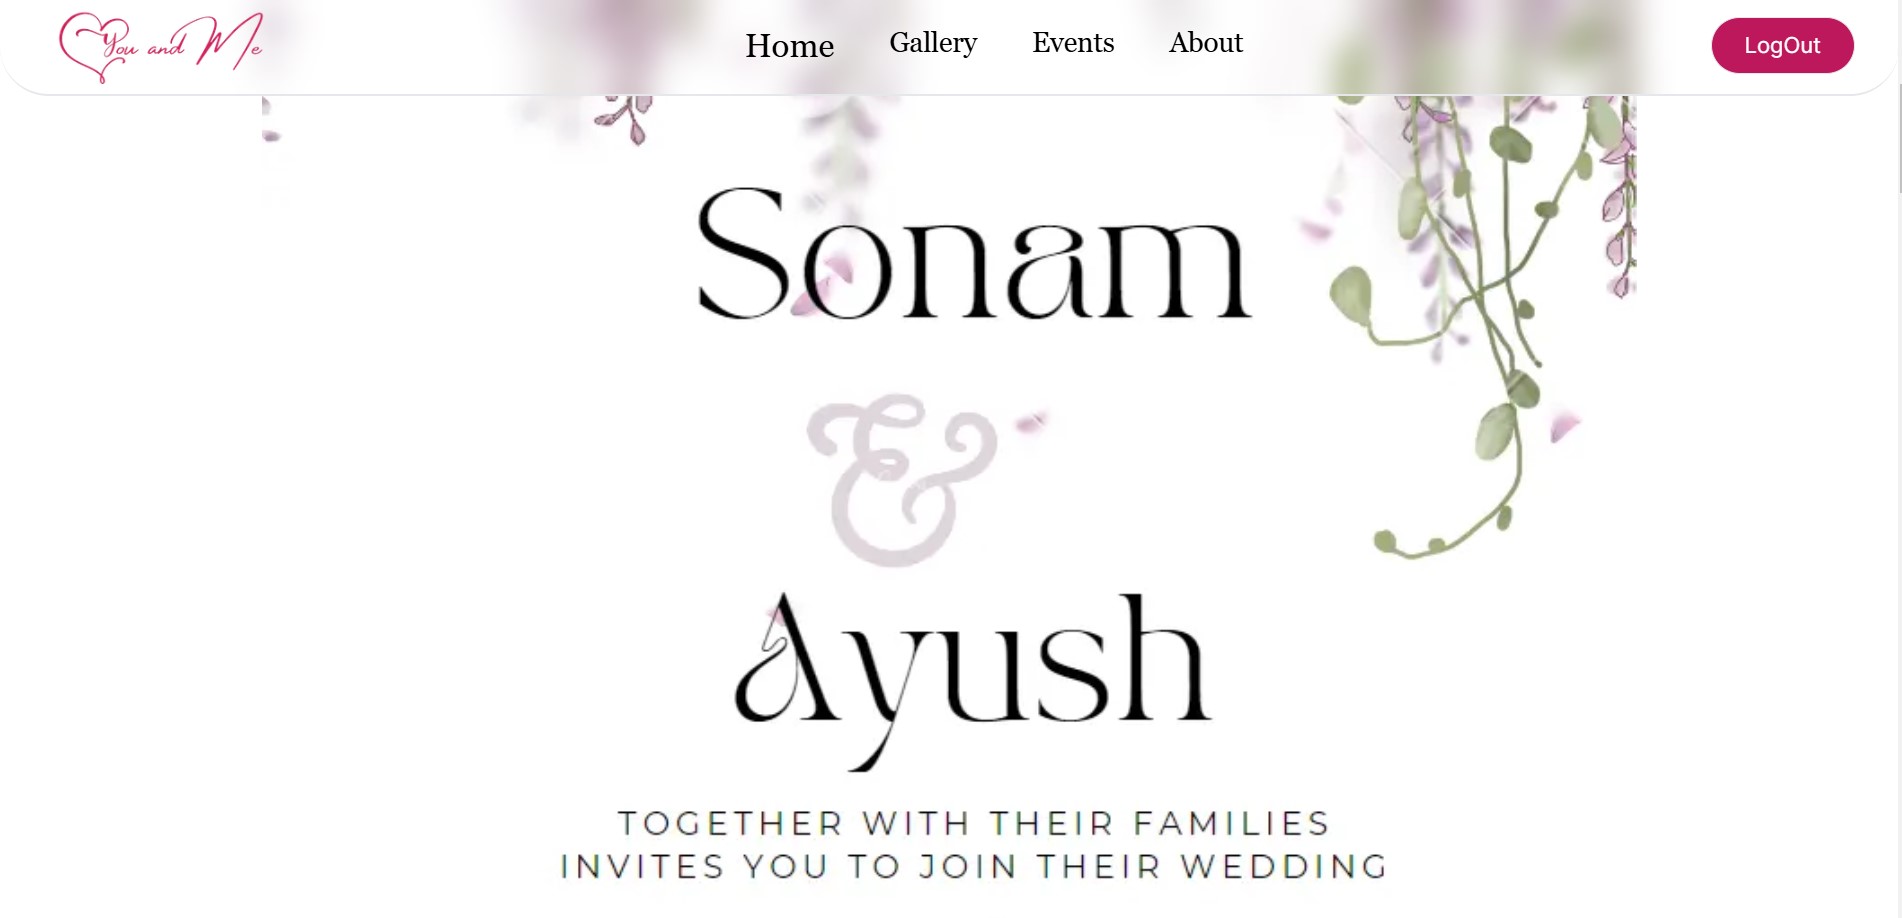 You and Me
Home Gallery Events About
LogOut
Sonam
&
Ayush
TOGETHER WITH THEIR FAMILIES
INVITES YOU TO JOIN THEIR WEDDING